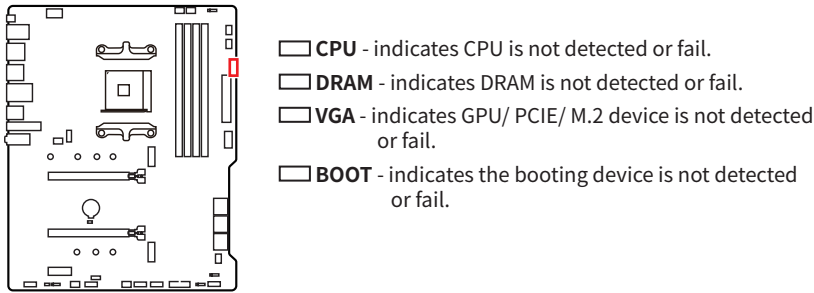 CPU - indicates CPU is not detected or fail.
DRAM - indicates DRAM is not detected or fail.
VGA - indicates GPU/ PCIE/ M.2 device is not detected
or fail.
BOOT - indicates the booting device is not detected
or fail.